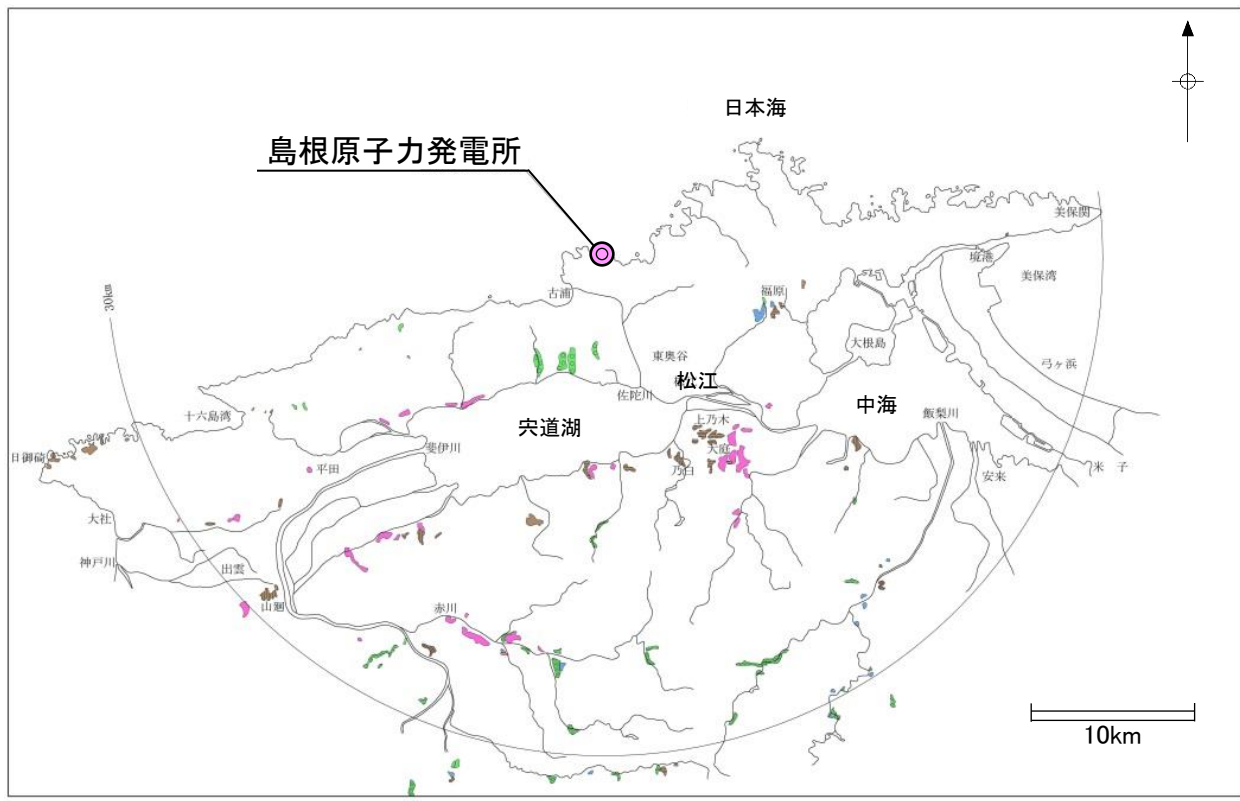 日本海
島根原子力発電所
美保関
境港
美保湾
30km
古浦
福原
大根島
東奥谷
弓ヶ浜
松江
佐陀川
中海
飯梨川
十六島湾
宍道湖
上乃木
大庭
斐伊川
日御碕
平田
乃白
安来
米子
大社
神戸川
出雲
山廻
赤川
10km